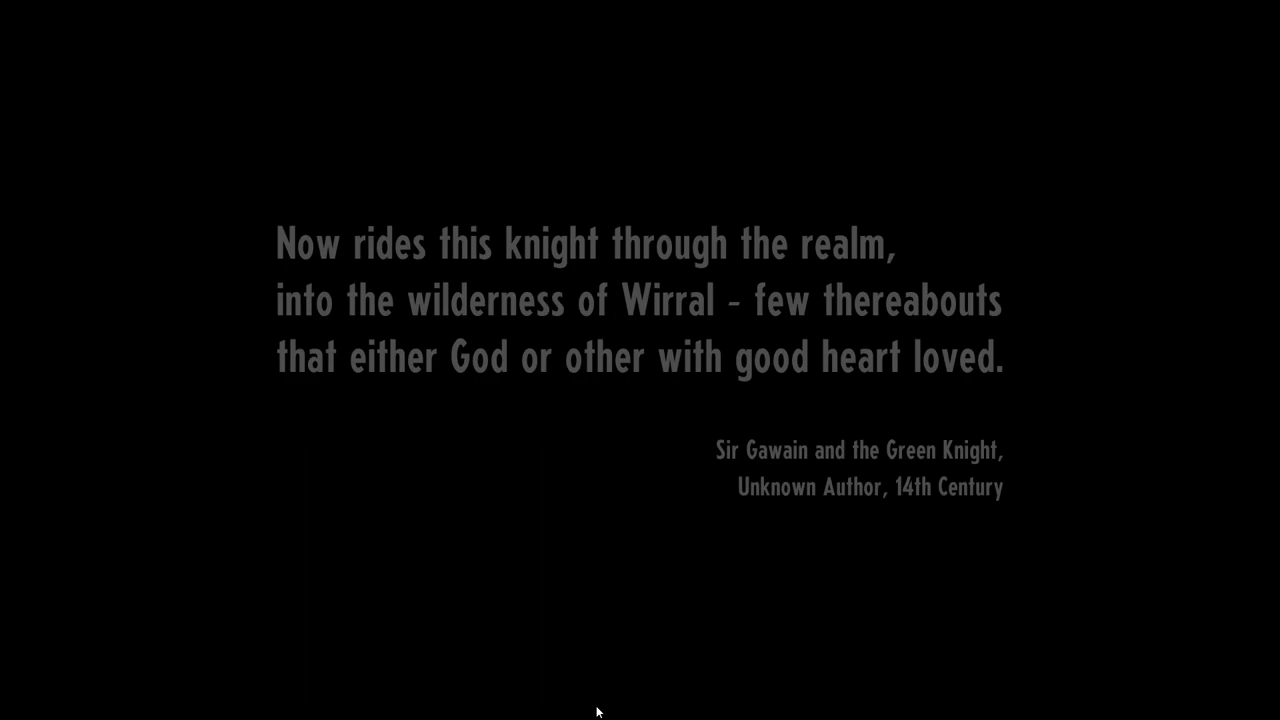 Now rides this knight through the realm,
into the wilderness of Wirral - few thereabouts
that either God or other with good heart loved.
Sir Gawain and the Green Knight,
Unknown Author, 14th Century